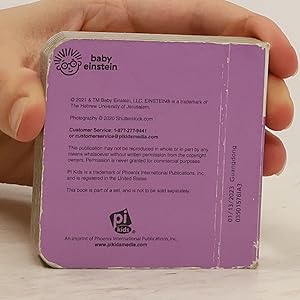 baby
einstein
© 2021 & TM Baby Einstein, LLC. EINSTEIN® is a trademark of
The Hebrew University of Jerusalem.
Photography © 2020 Shutterstock.com
Customer Service: 1-877-277-9441
or customerservice@pikidsmedia.com
This publication may not be reproduced in whole or in part by any
means whatsoever without written permission from the copyright
owners. Permission is never granted for commercial purposes
Pi Kids is a trademark of Phoenix International Publications, Inc.
and is registered in the United States.
This book is part of a set, and is not to be sold separately.
pi
kids
An imprint of Phoenix International Publications, Inc.
www.pikidsmedia.com
01/13/2023 Guangdong